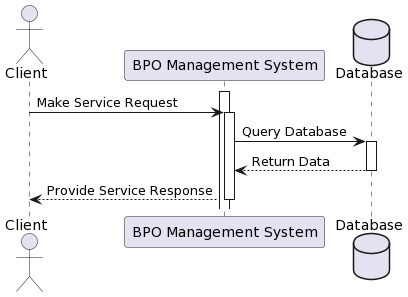 Client
BPO Management System
Database
Make Service Request
Query Database
Return Data
Provide Service Response
Client
BPO Management System
Database